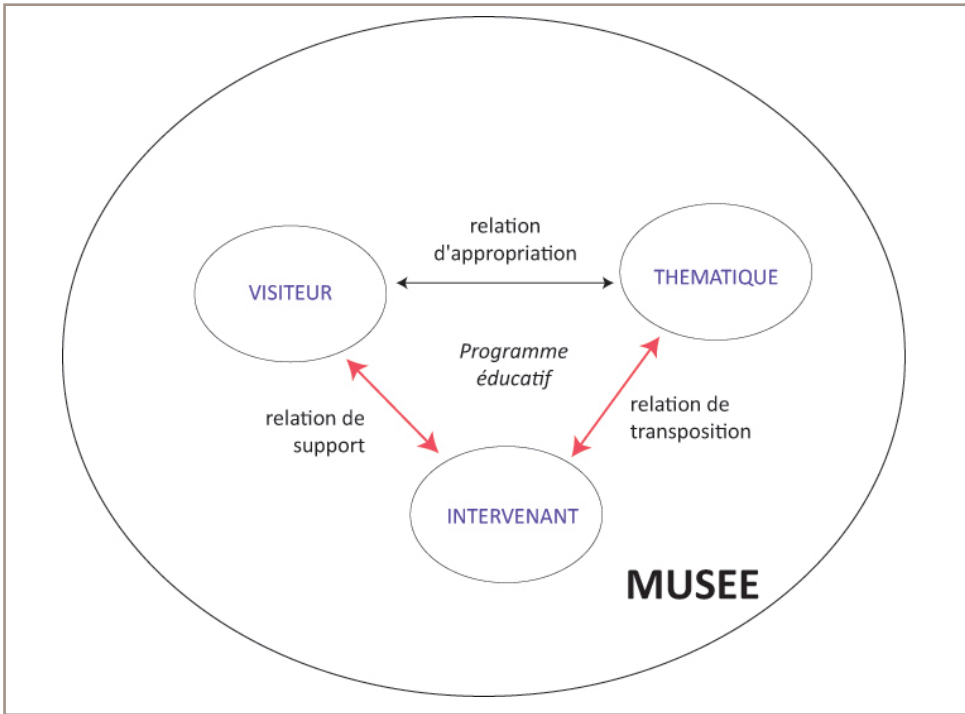 relation
d'appropriation
VISITEUR
THEMATIQUE
Programme
éducatif
relation de
support
relation de
transposition
INTERVENANT
MUSEE